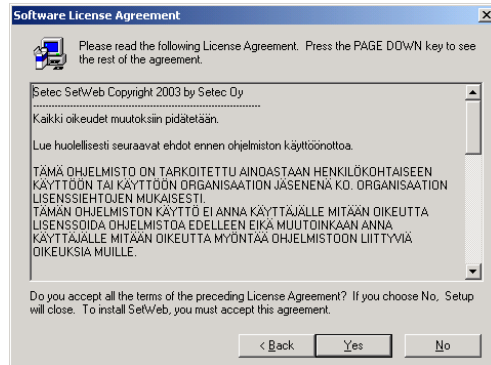 Software License Agreement
Please read the following License Agreement. Press the PAGE DOWN key to see
the rest of the agreement.
Setec SetWeb Copyright 2003 by Setec Oy
------------------------------------------------------------
Kaikki oikeudet muutoksiin pidätetään.
Lue huolellisesti seuraavat ehdot ennen ohjelmiston käyttöönottoa.
TÄMÄ OHJELMISTO ON TARKOITETTU AINOASTAAN HENKILÖKOHTAISEEN
KÄYTTÖÖN TAI KÄYTTÖÖN ORGANISAATION JÄSENENÄ KO. ORGANISAATION
LISENSSIEHTOJEN MUKAISESTI.
TÄMÄN OHJELMISTON KÄYTTÖ EI ANNA KÄYTTÄJÄLLE MITÄÄN OIKEUTTA
LISENSSOIDA OHJELMISTOA EDELLEEN EIKÄ MUUTOINKAAN ANNA
KÄYTTÄJÄLLE MITÄÄN OIKEUTTA MYÖNTÄÄ OHJELMISTOON LIITTYVIÄ
OIKEUKSIA MUILLE.
Do you accept all the terms of the preceding License Agreement? If you choose No, Setup
will close. To install SetWeb, you must accept this agreement.
< Back Yes No